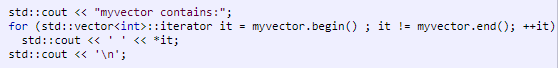 std::cout << "myvector contains:";
for (std::vector<int>::iterator it = myvector.begin() ; it != myvector.end(); ++it)
  std::cout << ' ' << *it;
std::cout << '\n';